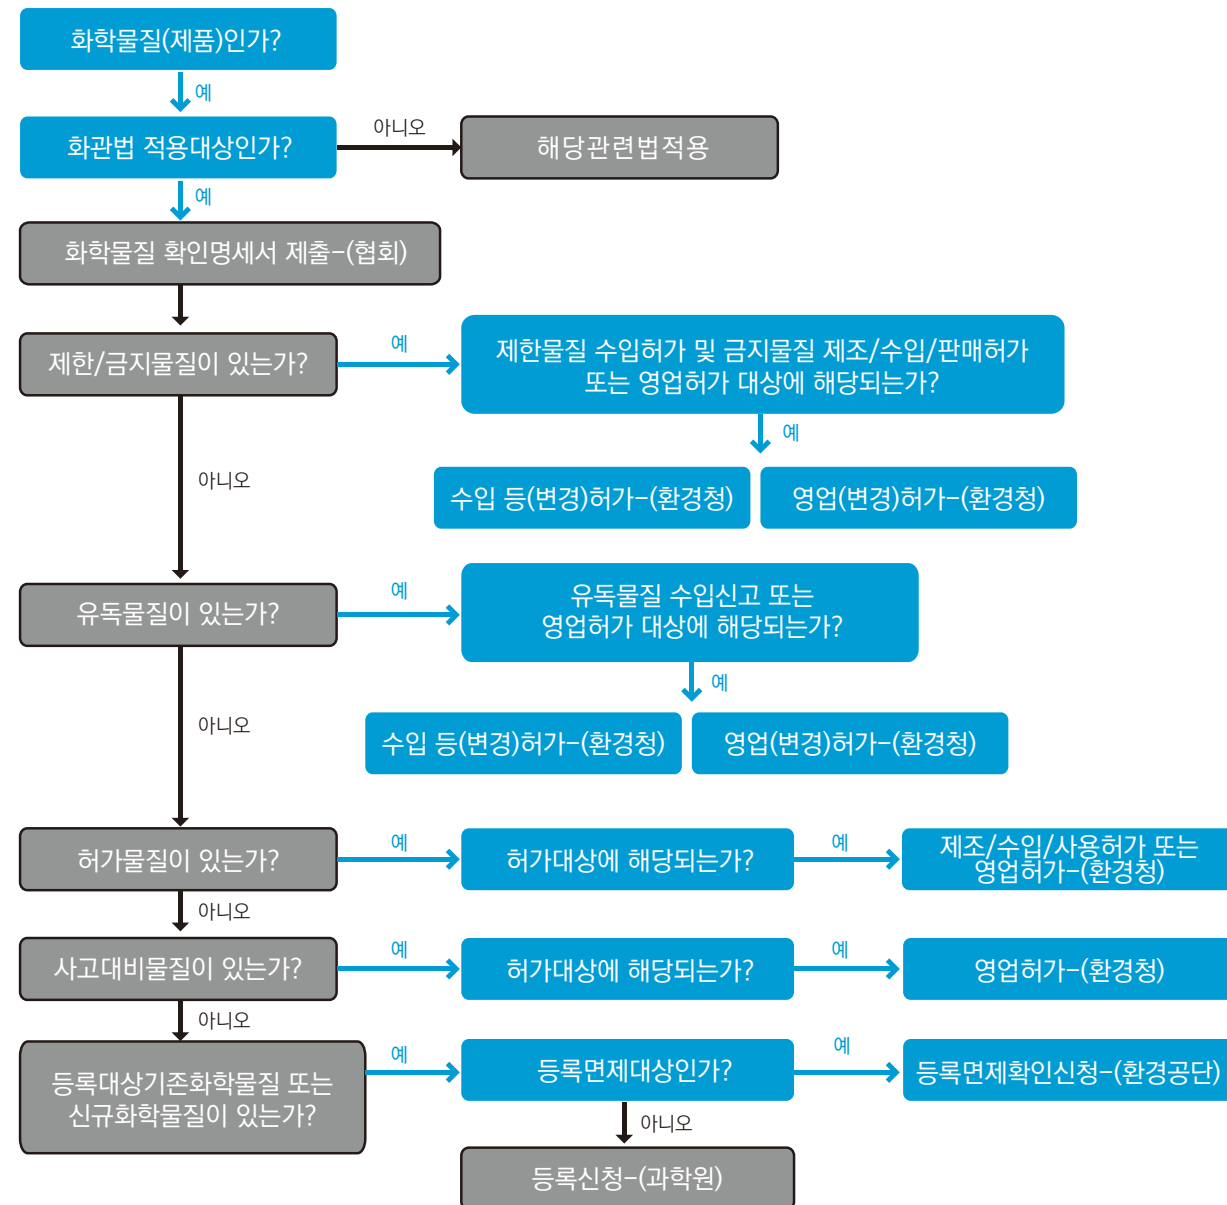 화학물질(제품)인가?
예
화관법 적용대상인가?
아니오
해당관련법적용
예
화학물질 확인명세서 제출-(협회)
제한/금지물질이 있는가?
예
제한물질 수입허가 및 금지물질 제조/수입/판매허가
또는 영업허가 대상에 해당되는가?
예
수입 등(변경)허가-(환경청)
영업(변경)허가-(환경청)
아니오
유독물질이 있는가?
예
유독물질 수입신고 또는
영업허가 대상에 해당되는가?
예
수입 등(변경)허가-(환경청)
영업(변경)허가-(환경청)
아니오
허가물질이 있는가?
예
허가대상에 해당되는가?
예
제조/수입/사용허가 또는
영업허가-(환경청)
아니오
사고대비물질이 있는가?
예
허가대상에 해당되는가?
예
영업허가-(환경청)
아니오
등록대상기존화학물질 또는
신규화학물질이 있는가?
예
등록면제대상인가?
예
등록면제확인신청-(환경공단)
아니오
등록신청-(과학원)